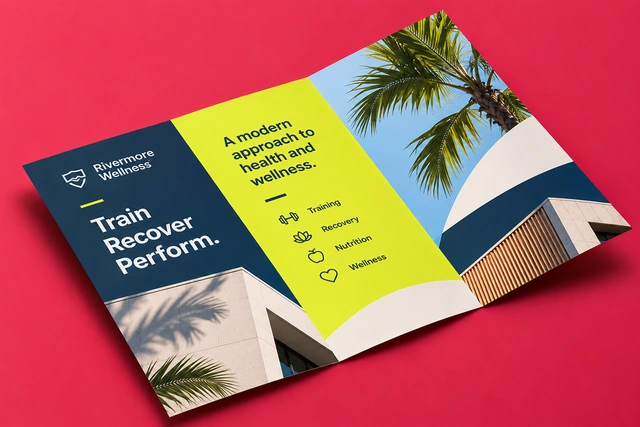 Rivermore
Wellness
Train
Recover
Perform.
A modern
approach to
health and
wellness.
Training
Recovery
Nutrition
Wellness